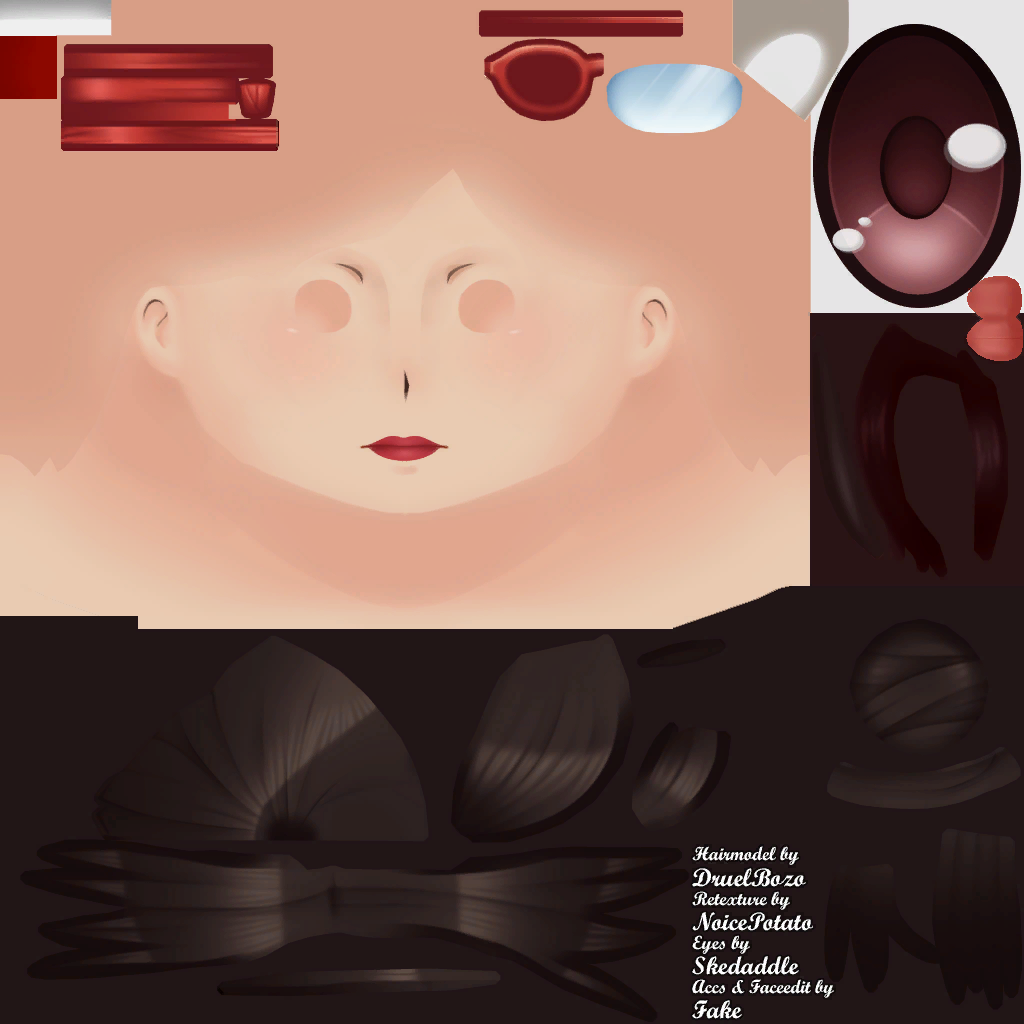 Hairmodel by
DruelBozo
Retexture by
NoicePotato
Eyes by
Skedaddle
Accs & Faceedit by
Fake